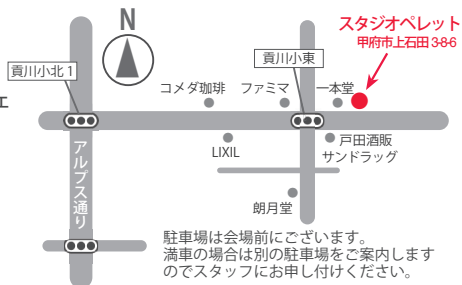 N
スタジオペレット
甲府市上石田 3-8-6
貢川小北 1
貢川小東
コメダ珈琲
ファミマ
一本堂
エ
LIXIL
戸田酒販
サンドラッグ
アルプス通り
朗月堂
駐車場は会場前にございます。
満車の場合は別の駐車場をご案内します
のでスタッフにお申し付けください。